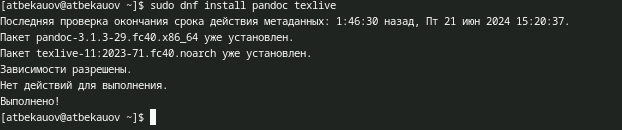 [atbekauov@atbekauov ~]$ sudo dnf install pandoc texlive
Последняя проверка окончания срока действия метаданных: 1:46:30 назад, Пт 21 июн 2024 15:20:37.
Пакет pandoc-3.1.3-29.fc40.x86_64 уже установлен.
Пакет texlive-11:2023-71.fc40.noarch уже установлен.
Зависимости разрешены.
Нет действий для выполнения.
Выполнено!
[atbekauov@atbekauov ~]$